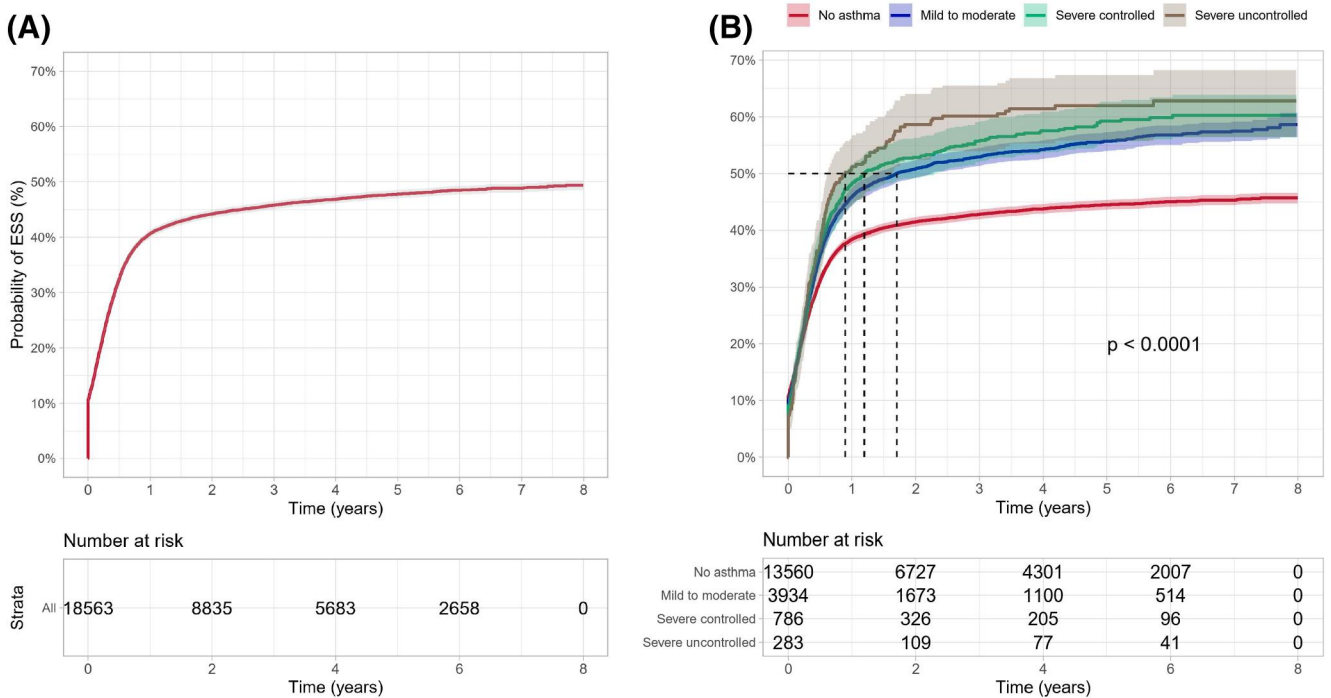 (A)
Probability of ESS (%)
70%
60%
50%
40%
30%
20%
10%
0%
0 1 2 3 4 5 6 7 8
Time (years)
Number at risk
Strata
All 18563 8835 5683 2658 0
0 2 4 6 8
Time (years)
(B)
No asthma Mild to moderate Severe controlled Severe uncontrolled
70%
60%
50%
40%
30%
20%
10%
0%
p < 0.0001
0 1 2 3 4 5 6 7 8
Time (years)
Number at risk
No asthma 13560 6727 4301 2007 0
Mild to moderate 3934 1673 1100 514 0
Severe controlled 786 326 205 96 0
Severe uncontrolled 283 109 77 41 0
0 2 4 6 8
Time (years)